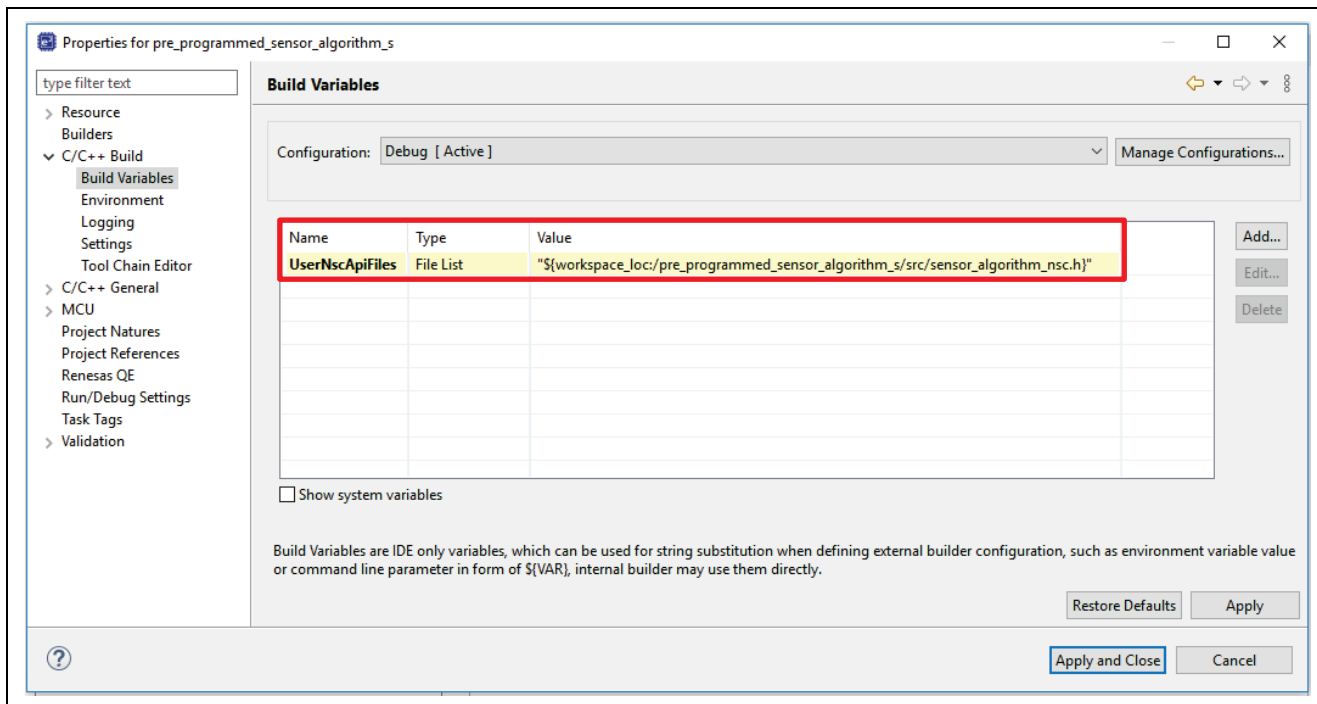 Properties for pre_programmed_sensor_algorithm_s
type filter text
Resource
Builders
C/C++ Build
Build Variables
Environment
Logging
Settings
Tool Chain Editor
C/C++ General
MCU
Project Natures
Project References
Renesas QE
Run/Debug Settings
Task Tags
Validation
Build Variables
Configuration: Debug [ Active ] Manage Configurations...
Name Type Value
UserNscApiFiles File List "${workspace_loc:/pre_programmed_sensor_algorithm_s/src/sensor_algorithm_nsc.h}"
Add...
Edit...
Delete
Show system variables
Build Variables are IDE only variables, which can be used for string substitution when defining external builder configuration, such as environment variable value
or command line parameter in form of ${VAR}, internal builder may use them directly.
Restore Defaults Apply
Apply and Close Cancel